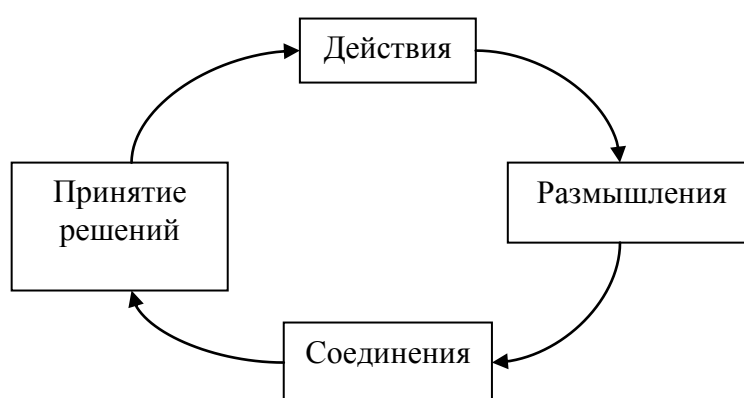 Действия
Принятие
решений
Размышления
Соединения